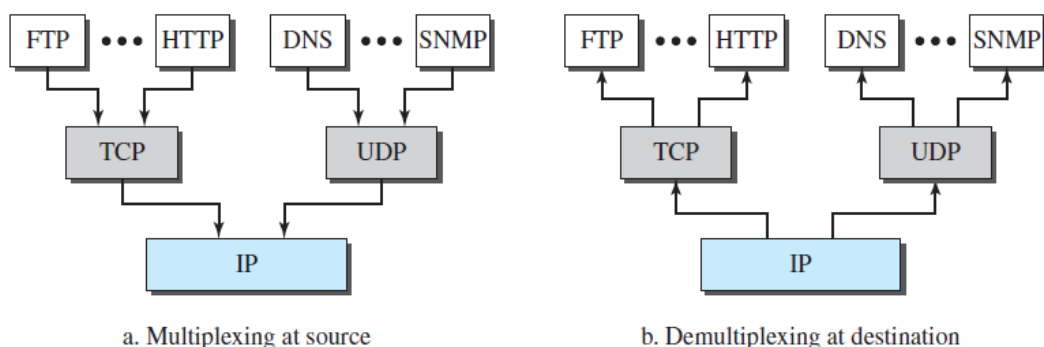 FTP ••• HTTP DNS ••• SNMP FTP ••• HTTP DNS ••• SNMP
TCP UDP TCP UDP
IP IP
a. Multiplexing at source b. Demultiplexing at destination